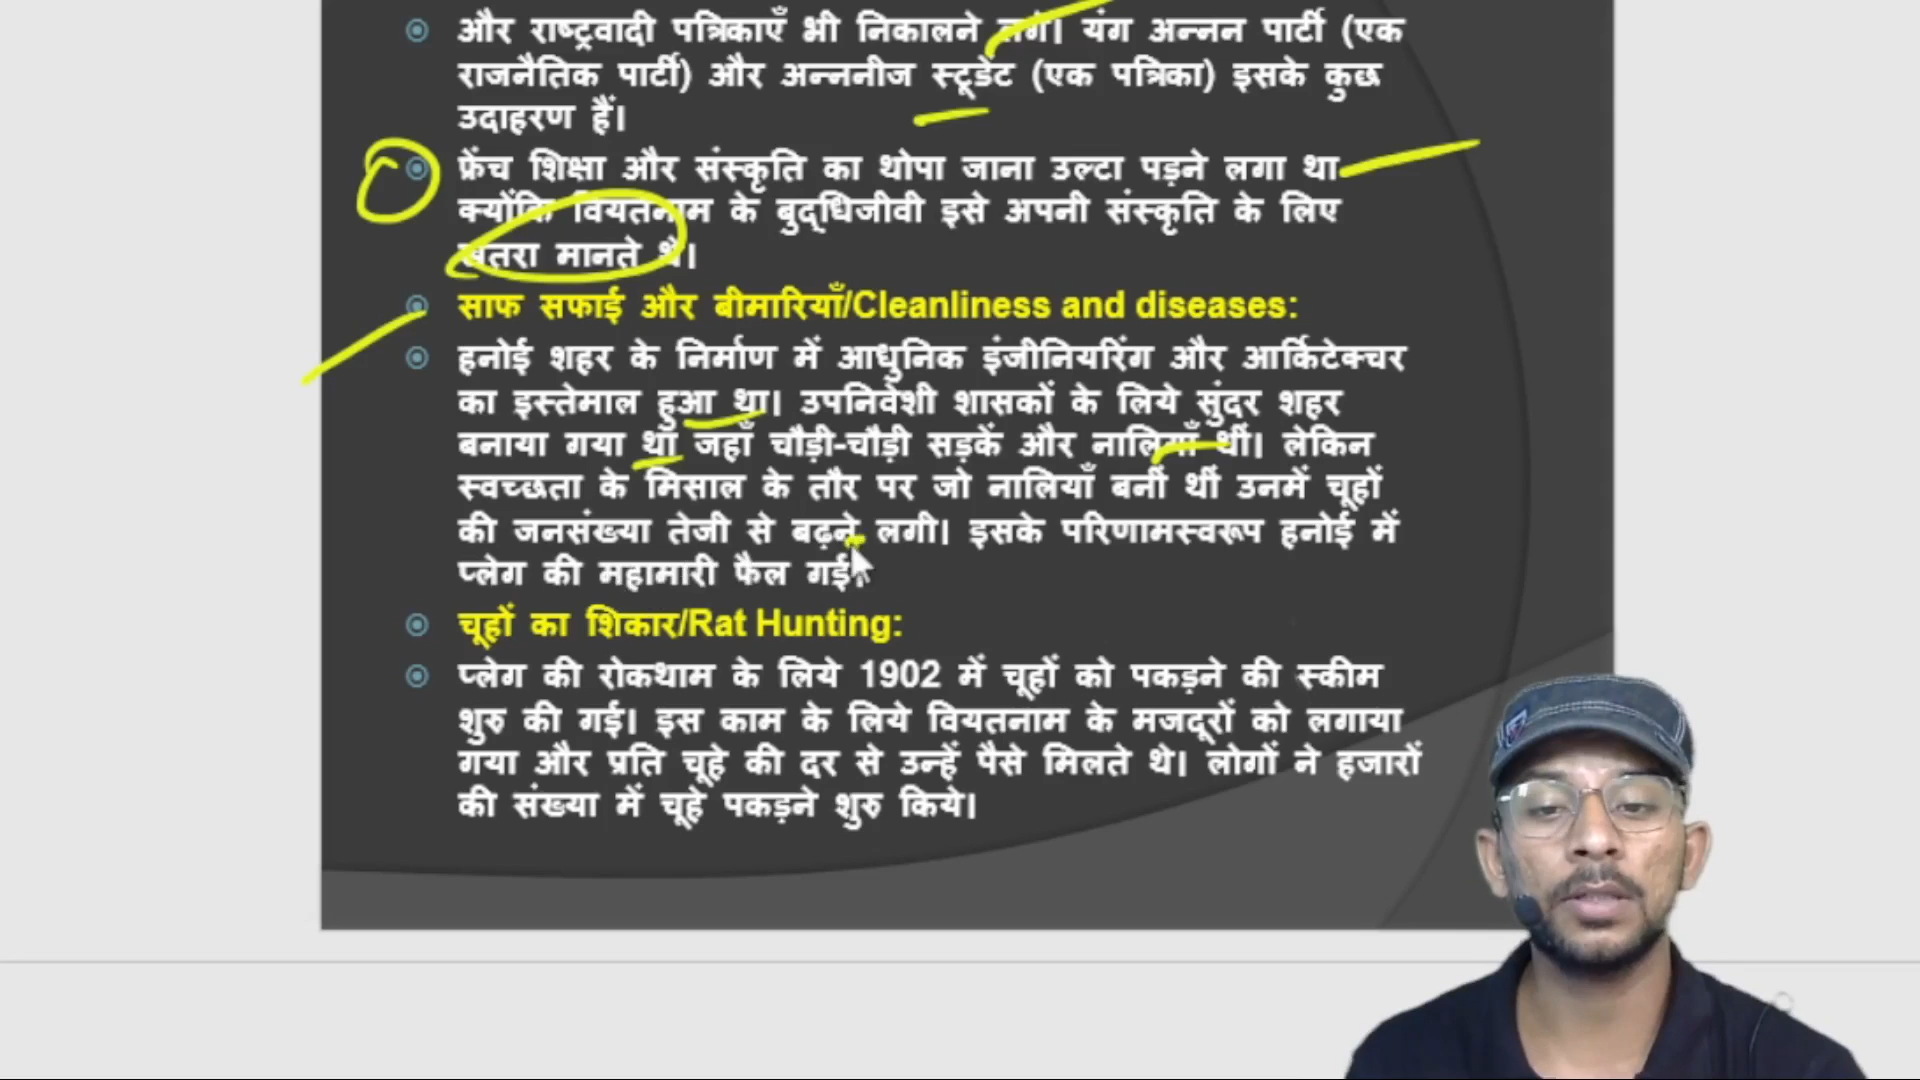 और राष्ट्रवादी पत्रिकाएँ भी निकालने लगे। यंग अन्नन पार्टी (एक
राजनैतिक पार्टी) और अन्ननीज स्टूडेंट (एक पत्रिका) इसके कुछ
उदाहरण हैं।
फ्रेंच शिक्षा और संस्कृति का थोपा जाना उल्टा पड़ने लगा था
क्योंकि वियतनाम के बुद्धिजीवी इसे अपनी संस्कृति के लिए
खतरा मानते थे।
साफ सफाई और बीमारियाँ/Cleanliness and diseases:
हनोई शहर के निर्माण में आधुनिक इंजीनियरिंग और आर्किटेक्चर
का इस्तेमाल हुआ था। उपनिवेशी शासकों के लिये सुंदर शहर
बनाया गया था जहाँ चौड़ी-चौड़ी सड़कें और नालियाँ थीं। लेकिन
स्वच्छता के मिसाल के तौर पर जो नालियाँ बनीं थीं उनमें चूहों
की जनसंख्या तेजी से बढ़ने लगी। इसके परिणामस्वरूप हनोई में
प्लेग की महामारी फैल गई।
चूहों का शिकार/Rat Hunting:
प्लेग की रोकथाम के लिये 1902 में चूहों को पकड़ने की स्कीम
शुरु की गई। इस काम के लिये वियतनाम के मजदूरों को लगाया
गया और प्रति चूहे की दर से उन्हें पैसे मिलते थे। लोगों ने हजारों
की संख्या में चूहे पकड़ने शुरु किये।